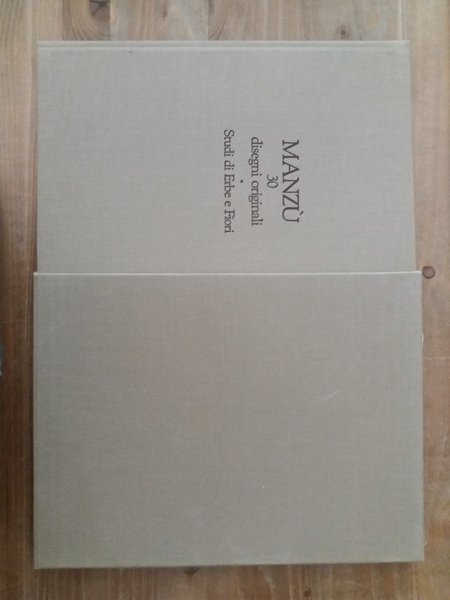 MANZÙ
30
disegni originali
•
Studi di Erbe e Fiori